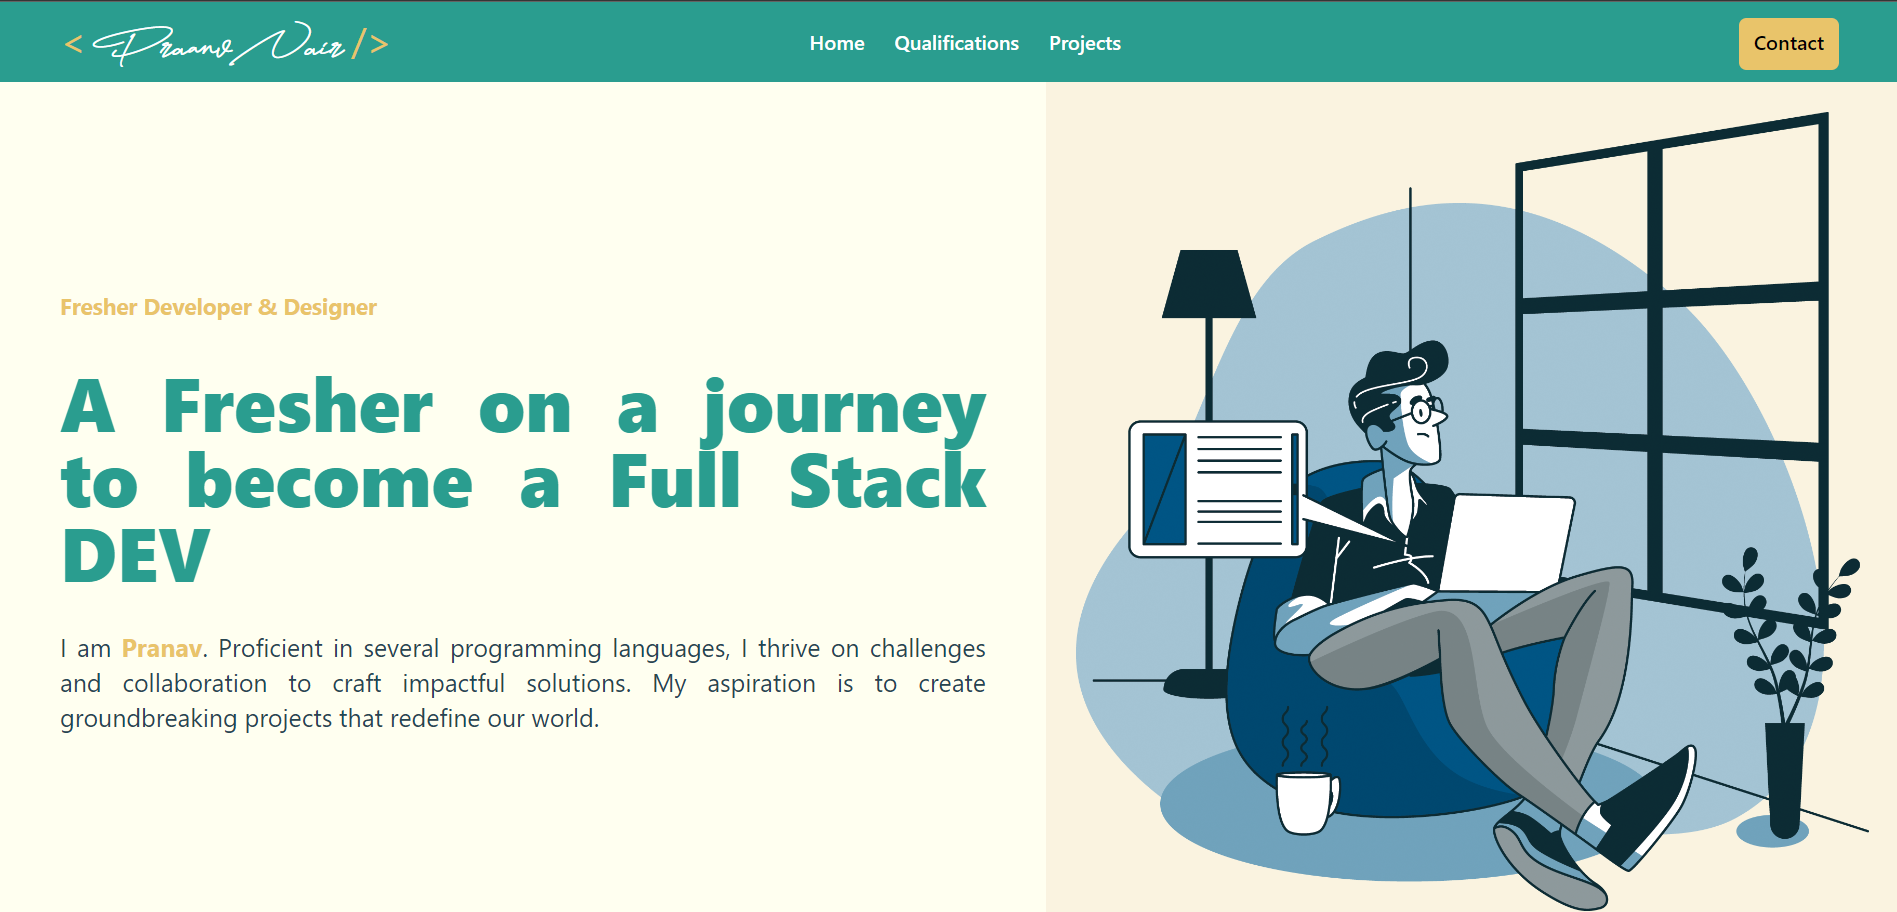 < Praanv Nair />
Home
Qualifications
Projects
Contact
Fresher Developer & Designer
A Fresher on a journey
to become a Full Stack
DEV
I am Pranav. Proficient in several programming languages, I thrive on challenges
and collaboration to craft impactful solutions. My aspiration is to create
groundbreaking projects that redefine our world.